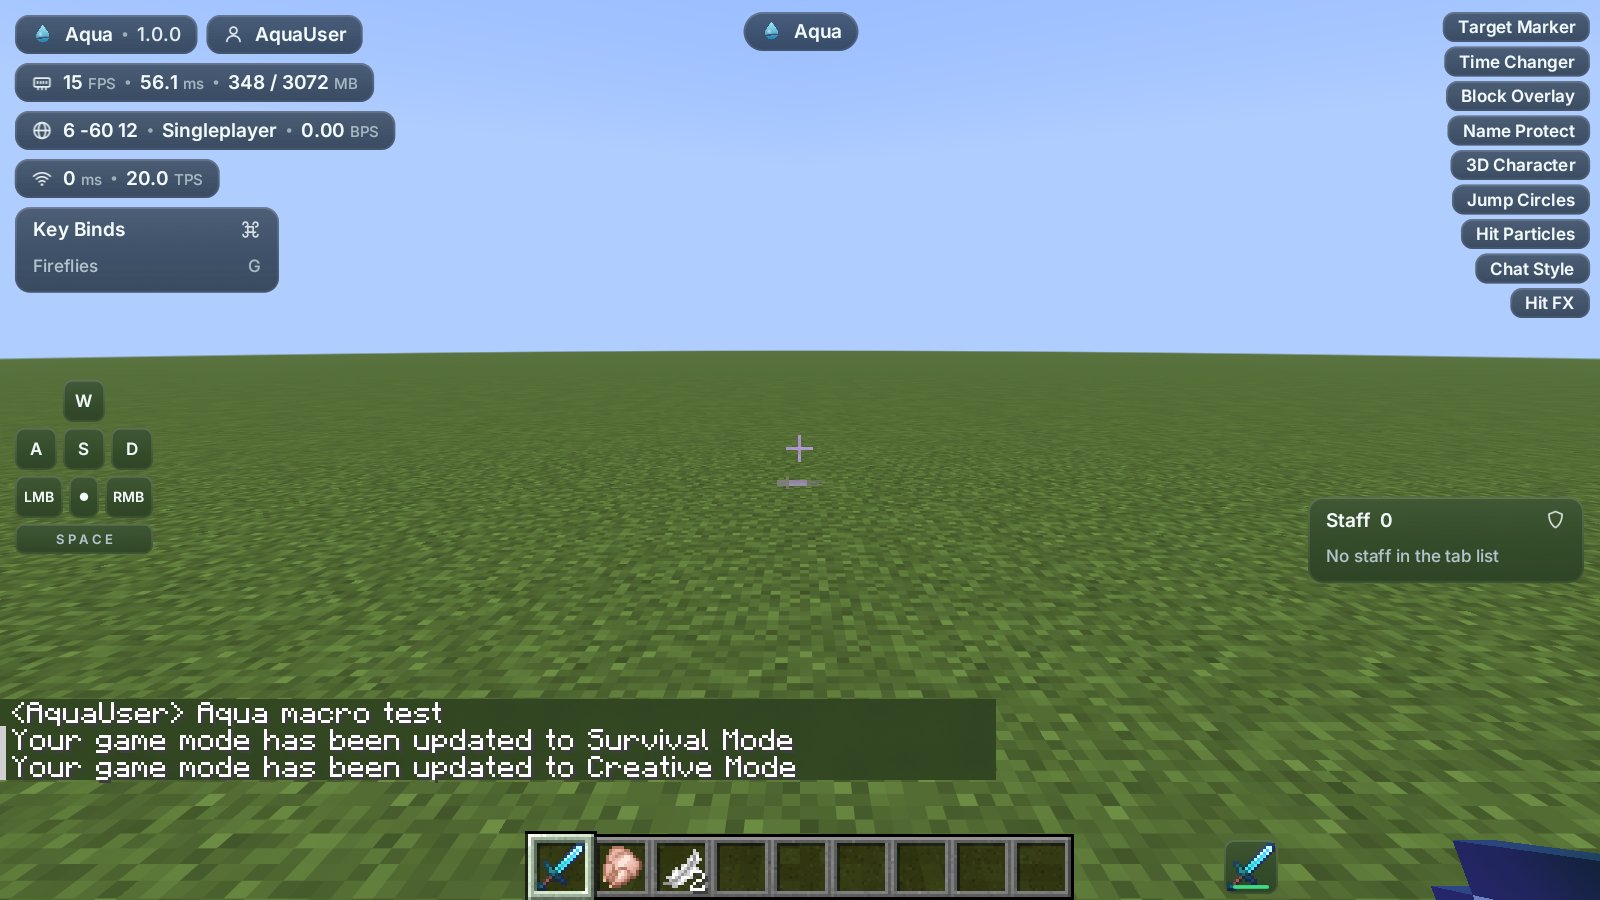 Aqua • 1.0.0
AquaUser
15 FPS • 56.1 ms • 348 / 3072 MB
6 -60 12 • Singleplayer • 0.00 BPS
0 ms • 20.0 TPS
Key Binds
Fireflies G
Aqua
Target Marker
Time Changer
Block Overlay
Name Protect
3D Character
Jump Circles
Hit Particles
Chat Style
Hit FX
W
A S D
LMB RMB
SPACE
Staff 0
No staff in the tab list
<AquaUser> Aqua macro test
Your game mode has been updated to Survival Mode
Your game mode has been updated to Creative Mode
2